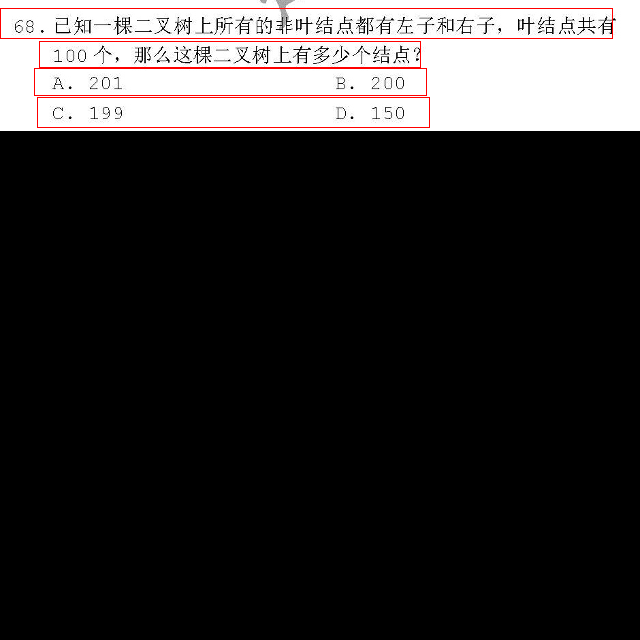 68.已知一棵二叉树上所有的非叶结点都有左子和右子，叶结点共有
100个，那么这棵二叉树上有多少个结点?
A. 201 B. 200
C. 199 D. 150